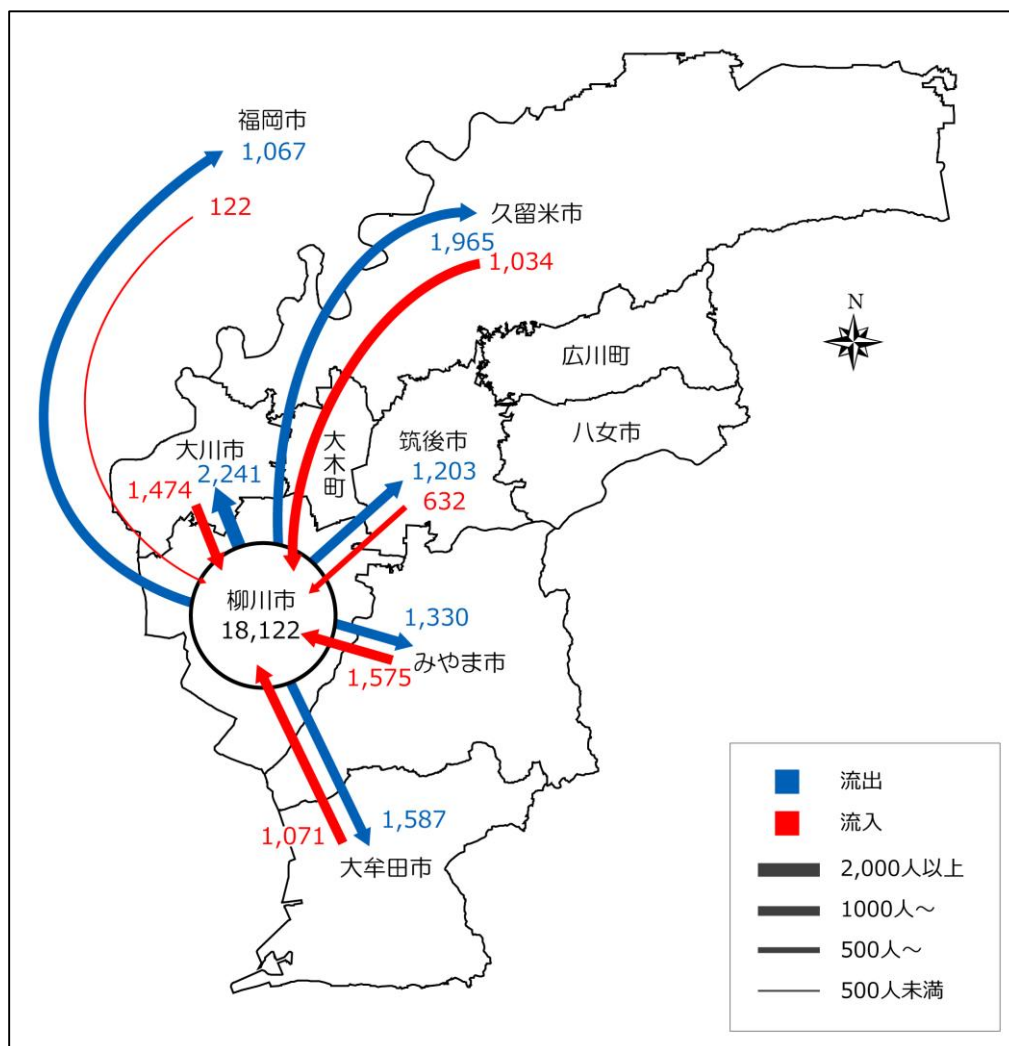 福岡市
1,067
122
久留米市
1,965
1,034
N
広川町
八女市
大川市
2,241
1,474
大木町
筑後市
1,203
632
柳川市
18,122
1,330
みやま市
1,575
1,071
1,587
大牟田市
流出
流入
2,000人以上
1000人～
500人～
500人未満